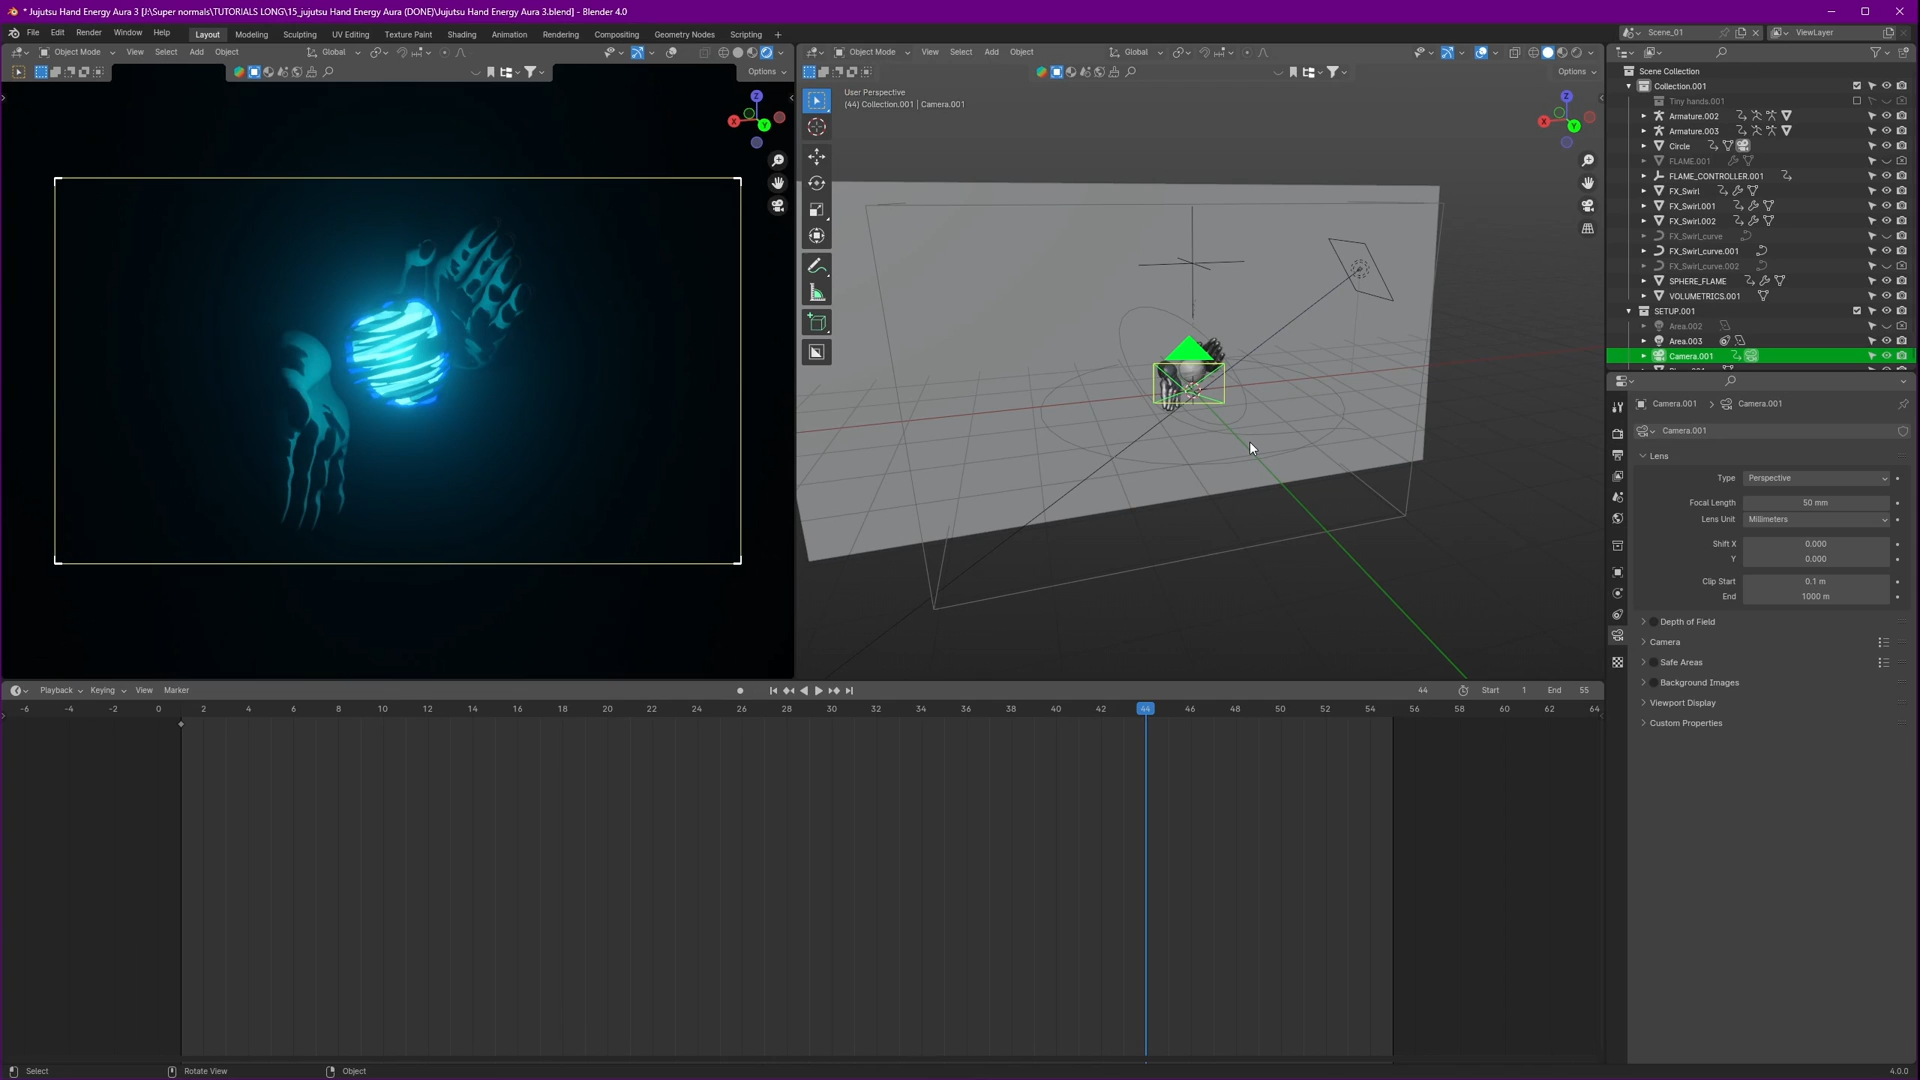 * Jujutsu Hand Energy Aura 3 [J:\Super normals\TUTORIALS LONG\15_jujutsu Hand Energy Aura (DONE)\Jujutsu Hand Energy Aura 3.blend] - Blender 4.0
File Edit Render Window Help Layout Modeling Sculpting UV Editing Texture Paint Shading Animation Rendering Compositing Geometry Nodes Scripting + Scene_01 ViewLayer
Object Mode View Select Add Object Global
Object Mode View Select Add Object Global
Options
Options
User Perspective
(44) Collection.001 | Camera.001
Z
X
Y
Z
X
Y
Scene Collection
Collection.001
Tiny hands.001
Armature.002
Armature.003
Circle
FLAME.001
FLAME_CONTROLLER.001
FX_Swirl
FX_Swirl.001
FX_Swirl.002
FX_Swirl_curve
FX_Swirl_curve.001
FX_Swirl_curve.002
SPHERE_FLAME
VOLUMETRICS.001
SETUP.001
Area.002
Area.003
Camera.001
Camera.001 > Camera.001
Camera.001
Lens
Type Perspective
Focal Length 50 mm
Lens Unit Millimeters
Shift X 0.000
Y 0.000
Clip Start 0.1 m
End 1000 m
Depth of Field
Camera
Safe Areas
Background Images
Viewport Display
Custom Properties
Playback Keying View Marker 44 Start 1 End 55
-6 -4 -2 0 2 4 6 8 10 12 14 16 18 20 22 24 26 28 30 32 34 36 38 40 42 44 46 48 50 52 54 56 58 60 62 64
Select Rotate View Object 4.0.0